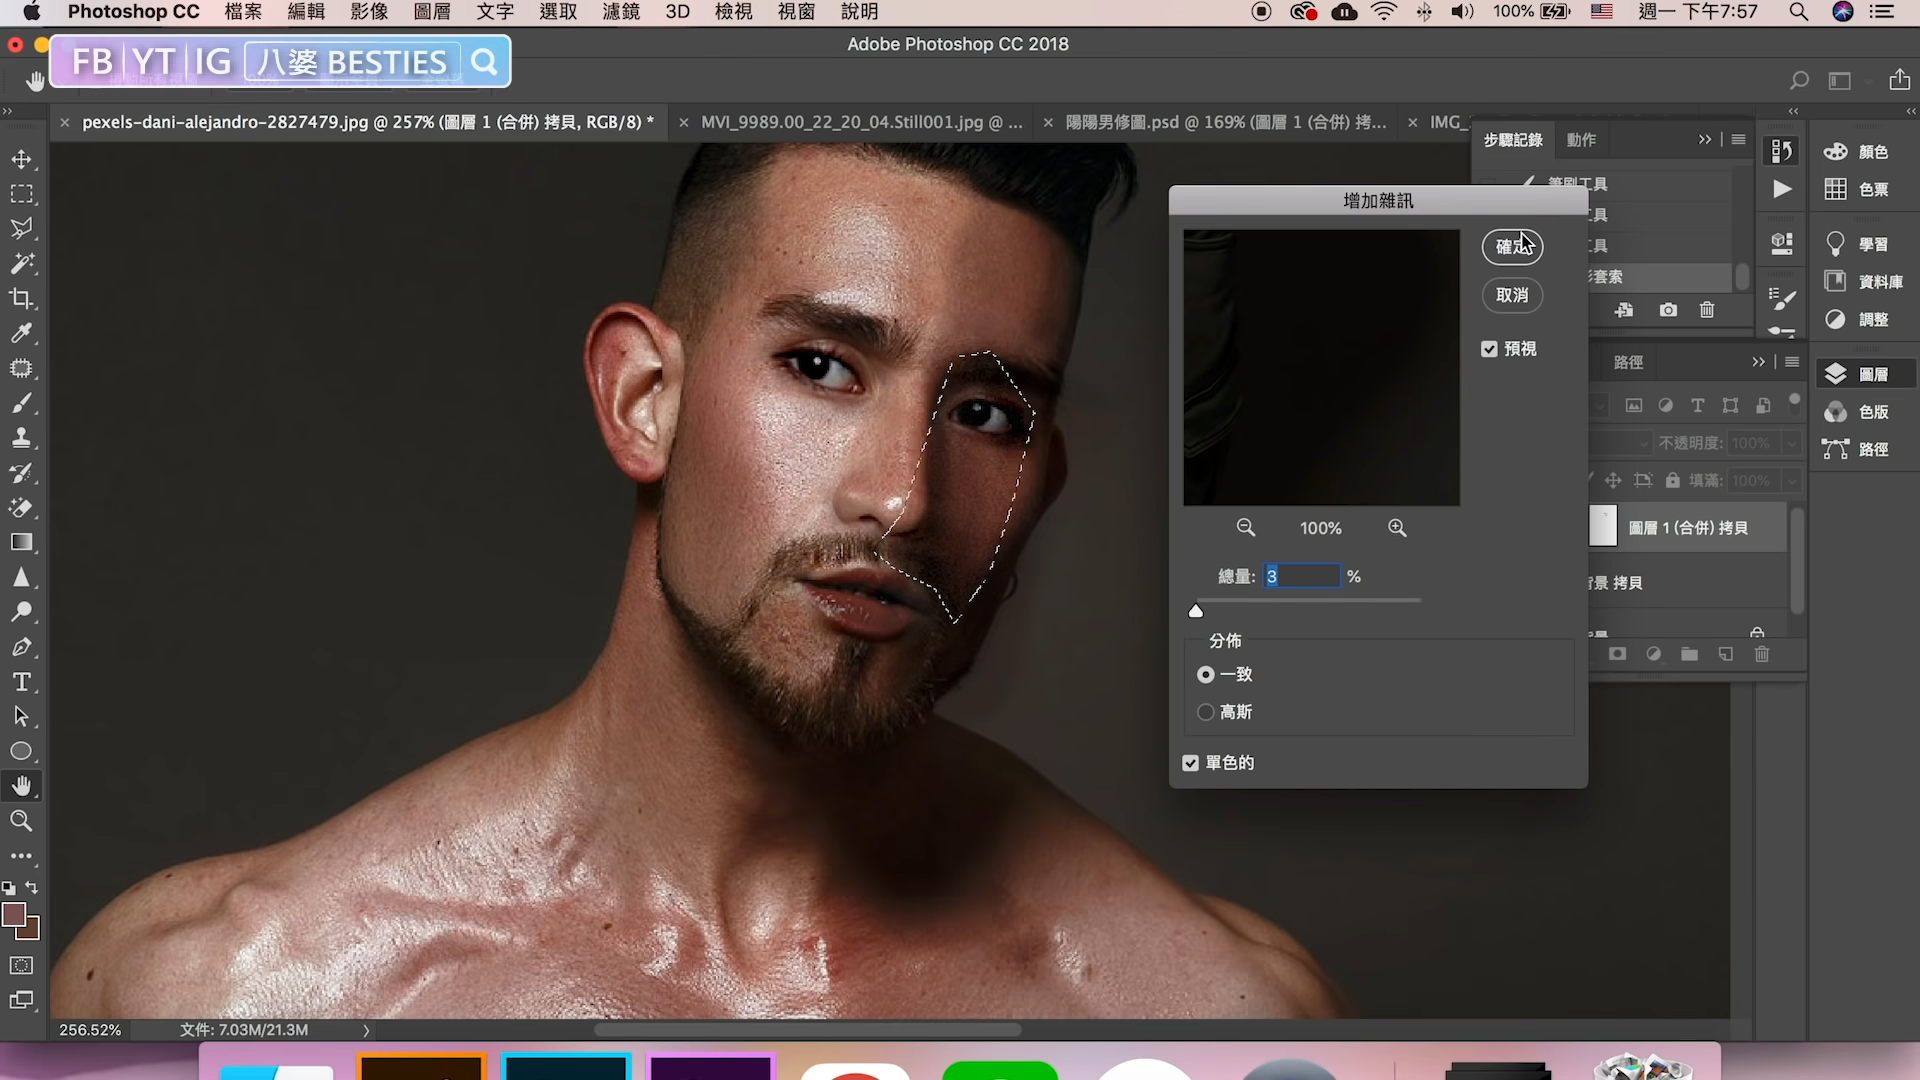 Photoshop CC 檔案 編輯 影像 圖層 文字 選取 濾鏡 3D 檢視 視窗 說明 100% 週一 下午7:57
Adobe Photoshop CC 2018
FB YT IG 八婆 BESTIES
pexels-dani-alejandro-2827479.jpg @ 257% (圖層 1 (合併) 拷貝, RGB/8) *
MVI_9989.00_22_20_04.Still001.jpg @ ...
陽陽男修圖.psd @ 169% (圖層 1 (合併) 拷...
IMG_
步驟記錄 動作
筆刷工具
工具
工具
形套索
增加雜訊
確定
取消
預視
100%
總量: 3 %
分佈
一致
高斯
單色的
路徑
不透明度: 100%
填滿: 100%
圖層 1 (合併) 拷貝
背景 拷貝
顏色
色票
學習
資料庫
調整
圖層
色版
路徑
256.52% 文件: 7.03M/21.3M